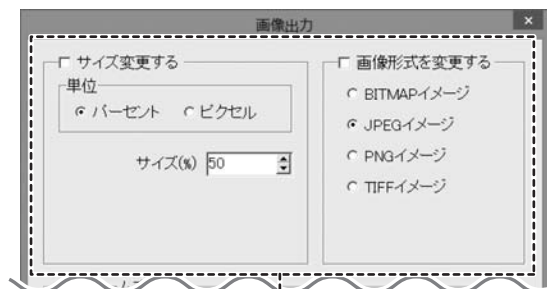 画像出力
サイズ変更する
単位
パーセント
ピクセル
サイズ(%) 50
画像形式を変更する
BITMAPイメージ
JPEGイメージ
PNGイメージ
TIFFイメージ